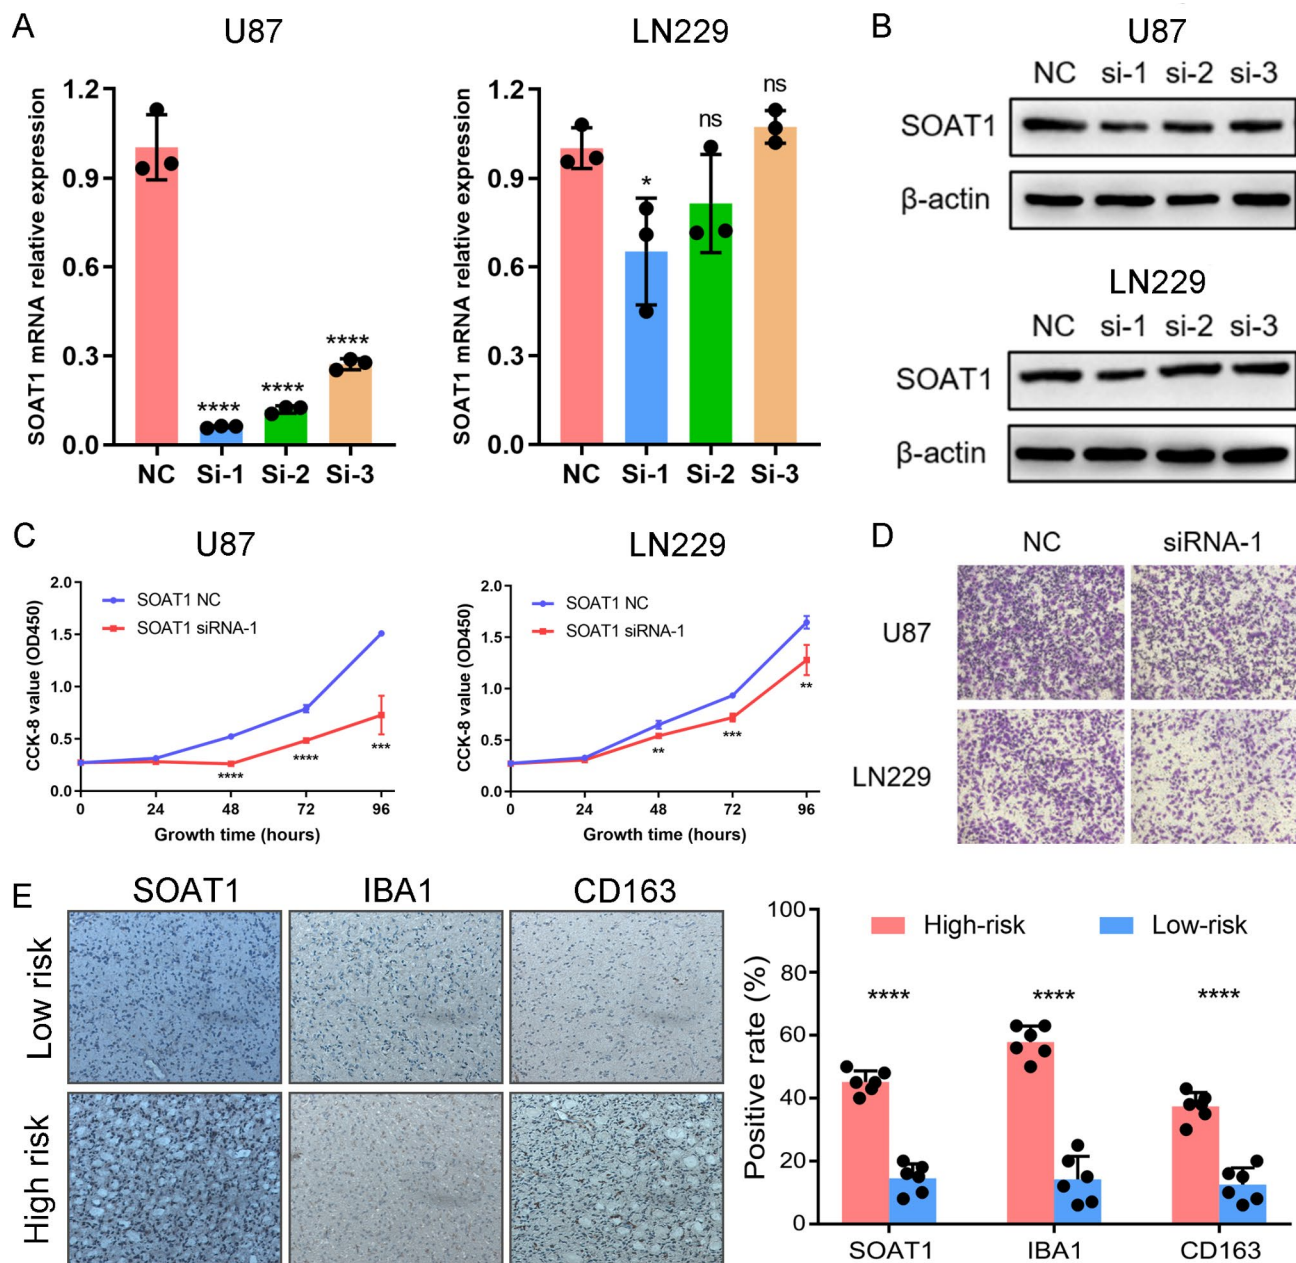 A
U87
SOAT1 mRNA relative expression
1.2
0.9
0.6
0.3
0.0
****
****
****
NC Si-1 Si-2 Si-3
LN229
SOAT1 mRNA relative expression
1.2
0.9
0.6
0.3
0.0
*
ns
ns
NC Si-1 Si-2 Si-3
B
U87
NC si-1 si-2 si-3
SOAT1
β-actin
LN229
NC si-1 si-2 si-3
SOAT1
β-actin
C
U87
CCK-8 value (OD450)
2.0
1.5
1.0
0.5
0.0
SOAT1 NC
SOAT1 siRNA-1
****
****
***
0 24 48 72 96
Growth time (hours)
LN229
CCK-8 value (OD450)
2.0
1.5
1.0
0.5
0.0
SOAT1 NC
SOAT1 siRNA-1
**
***
**
0 24 48 72 96
Growth time (hours)
D
NC siRNA-1
U87
LN229
E
SOAT1 IBA1 CD163
Low risk
High risk
Positive rate (%)
100
80
60
40
20
0
High-risk Low-risk
**** **** ****
SOAT1 IBA1 CD163